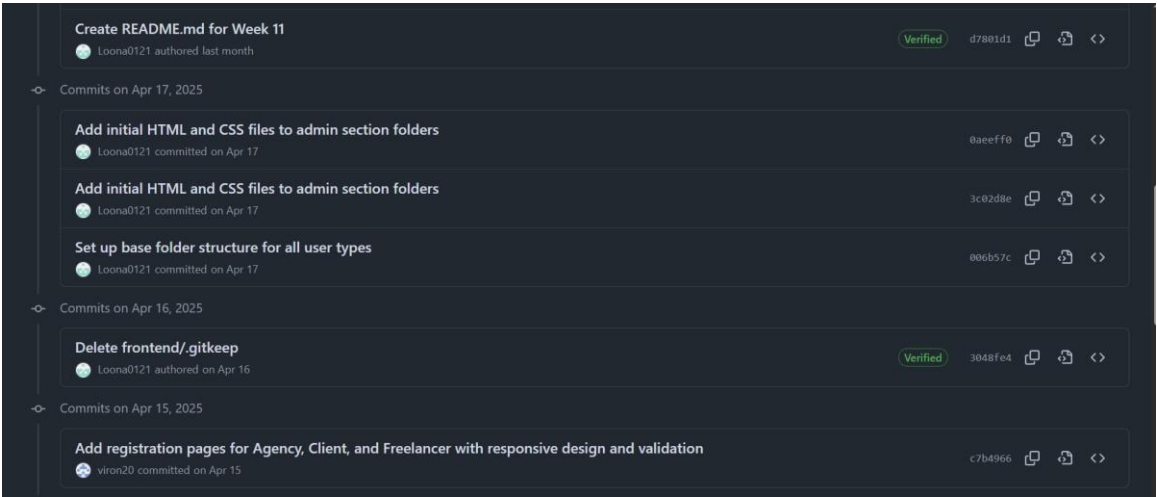 Create README.md for Week 11
Loona0121 authored last month
Verified
d7801d1
Commits on Apr 17, 2025
Add initial HTML and CSS files to admin section folders
Loona0121 committed on Apr 17
0aeeff0
Add initial HTML and CSS files to admin section folders
Loona0121 committed on Apr 17
3c02d8e
Set up base folder structure for all user types
Loona0121 committed on Apr 17
006b57c
Commits on Apr 16, 2025
Delete frontend/.gitkeep
Loona0121 authored on Apr 16
Verified
3048fe4
Commits on Apr 15, 2025
Add registration pages for Agency, Client, and Freelancer with responsive design and validation
viron20 committed on Apr 15
c7b4966